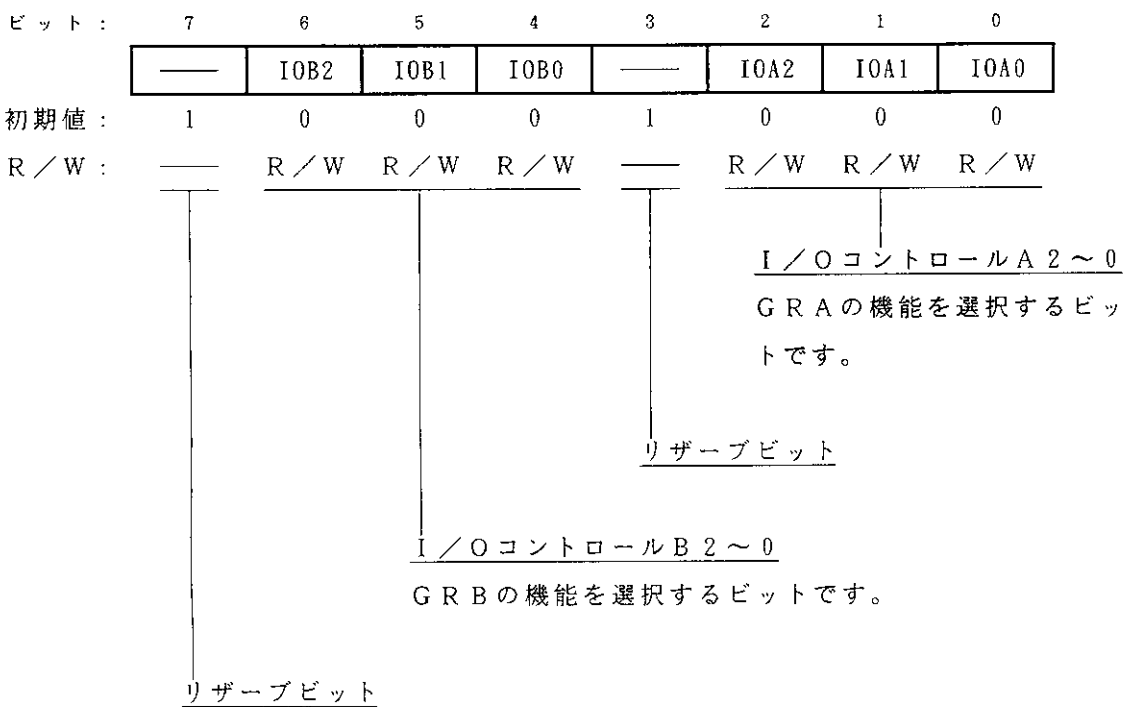 ビット： 7 6 5 4 3 2 1 0
― IOB2 IOB1 IOB0 ― IOA2 IOA1 IOA0
初期値： 1 0 0 0 1 0 0 0
R／W： ― R／W R／W R／W ― R／W R／W R／W
I／OコントロールA2～0
GRAの機能を選択するビッ
トです。
リザーブビット
I／OコントロールB2～0
GRBの機能を選択するビットです。
リザーブビット